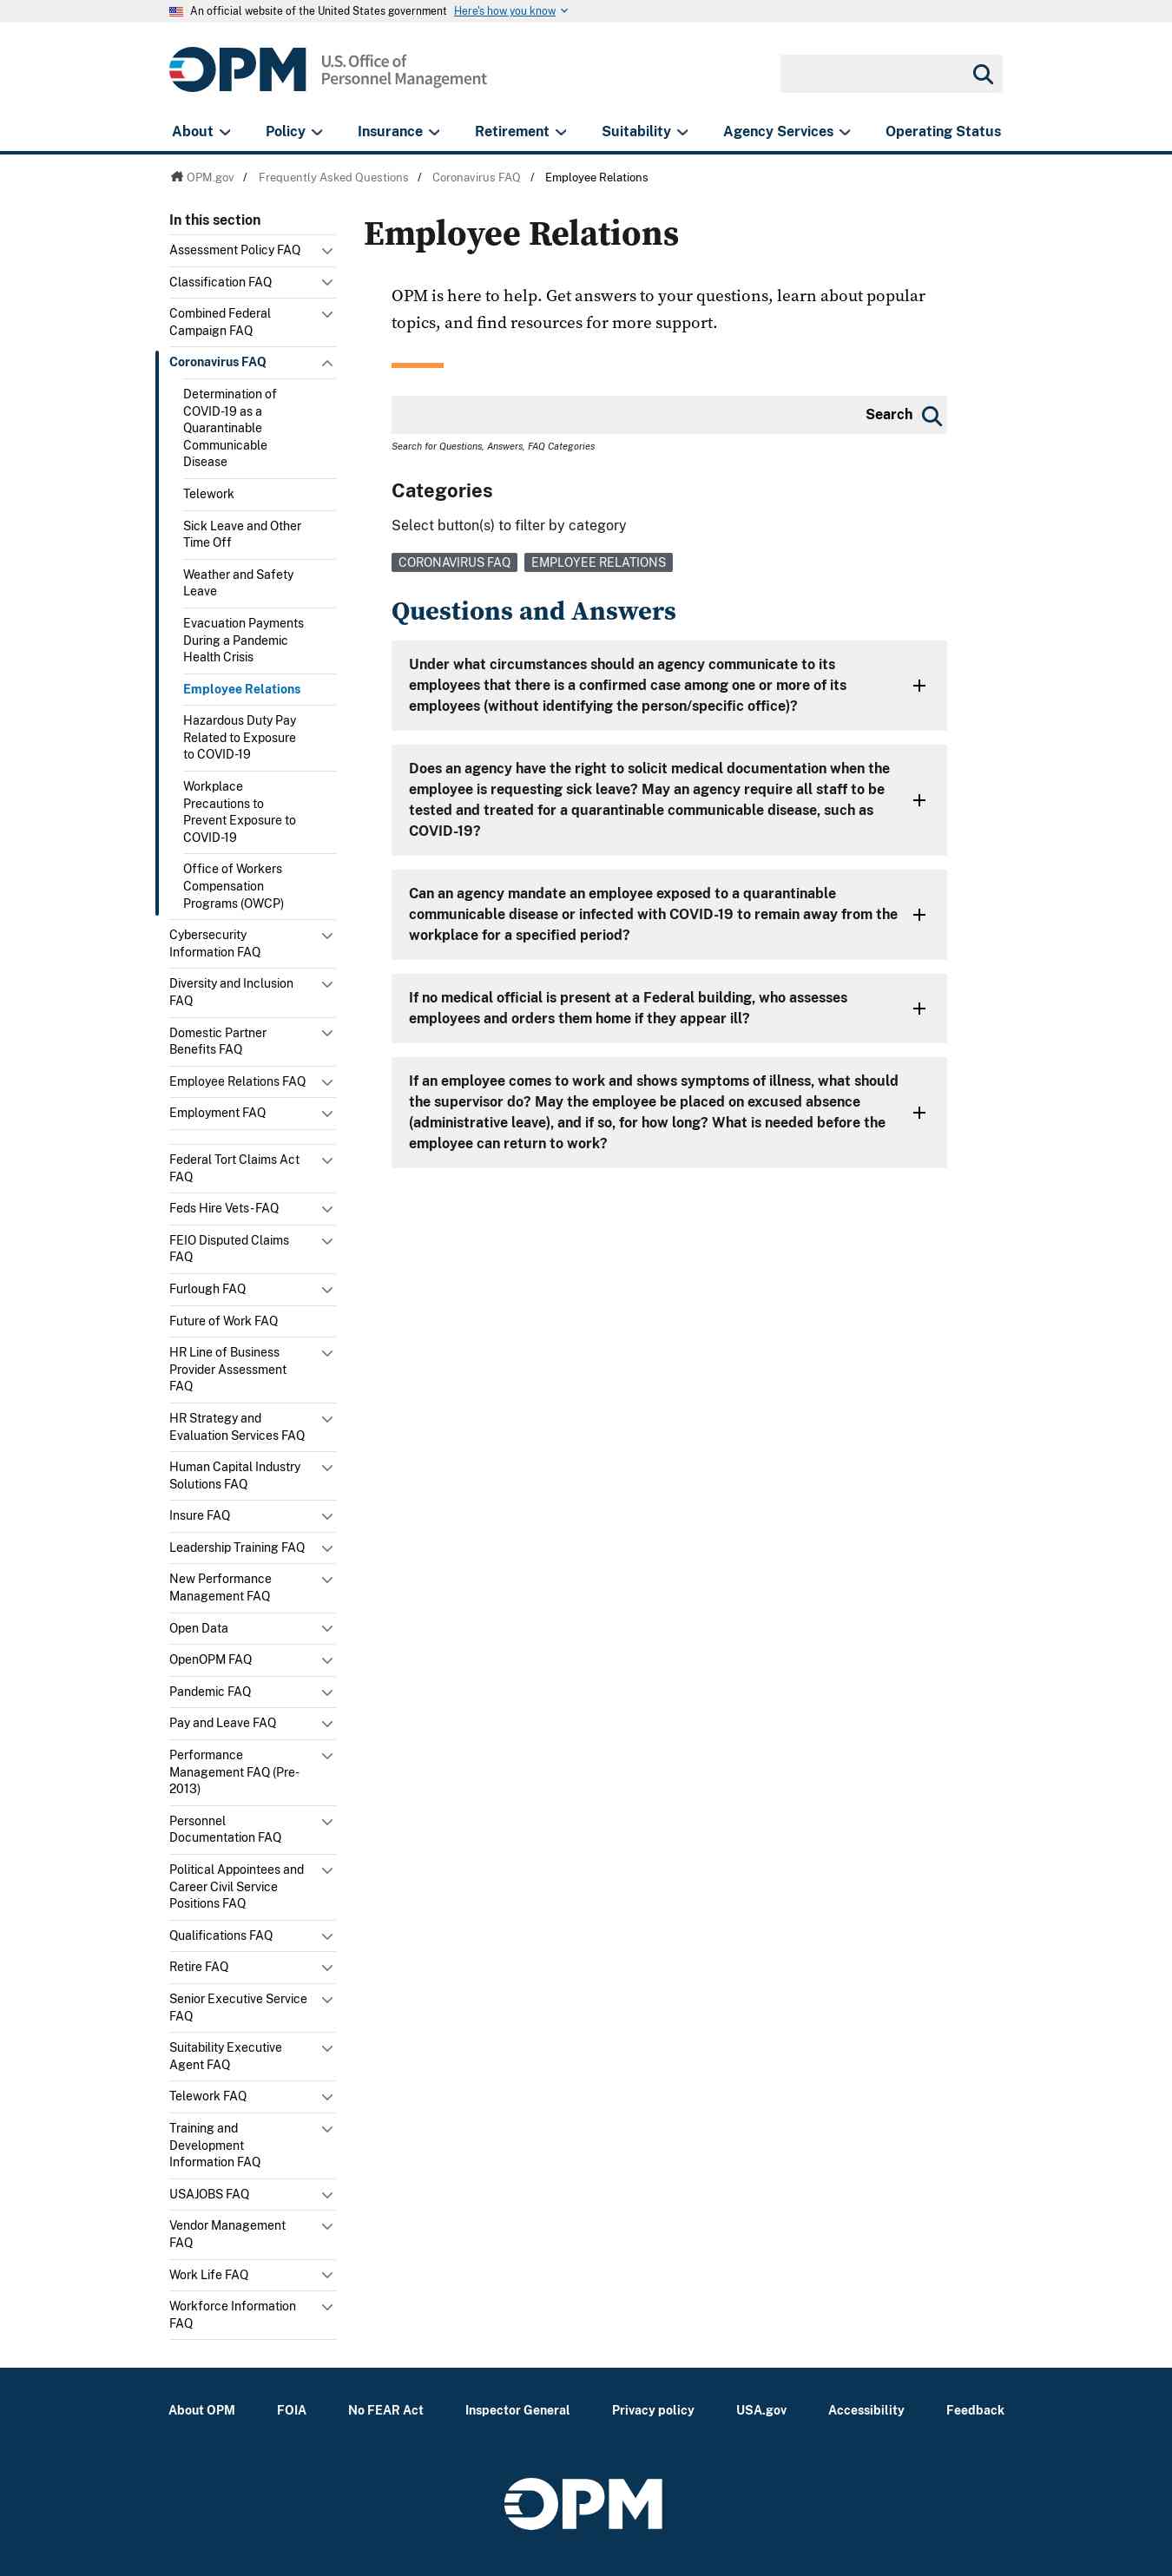 An official website of the United States government Here's how you know
OPM U.S. Office of
Personnel Management
About Policy Insurance Retirement Suitability Agency Services Operating Status
OPM.gov / Frequently Asked Questions / Coronavirus FAQ / Employee Relations
In this section
Assessment Policy FAQ
Classification FAQ
Combined Federal
Campaign FAQ
Coronavirus FAQ
Determination of
COVID-19 as a
Quarantinable
Communicable
Disease
Telework
Sick Leave and Other
Time Off
Weather and Safety
Leave
Evacuation Payments
During a Pandemic
Health Crisis
Employee Relations
Hazardous Duty Pay
Related to Exposure
to COVID-19
Workplace
Precautions to
Prevent Exposure to
COVID-19
Office of Workers
Compensation
Programs (OWCP)
Cybersecurity
Information FAQ
Diversity and Inclusion
FAQ
Domestic Partner
Benefits FAQ
Employee Relations FAQ
Employment FAQ
Federal Tort Claims Act
FAQ
Feds Hire Vets-FAQ
FEIO Disputed Claims
FAQ
Furlough FAQ
Future of Work FAQ
HR Line of Business
Provider Assessment
FAQ
HR Strategy and
Evaluation Services FAQ
Human Capital Industry
Solutions FAQ
Insure FAQ
Leadership Training FAQ
New Performance
Management FAQ
Open Data
OpenOPM FAQ
Pandemic FAQ
Pay and Leave FAQ
Performance
Management FAQ (Pre-
2013)
Personnel
Documentation FAQ
Political Appointees and
Career Civil Service
Positions FAQ
Qualifications FAQ
Retire FAQ
Senior Executive Service
FAQ
Suitability Executive
Agent FAQ
Telework FAQ
Training and
Development
Information FAQ
USAJOBS FAQ
Vendor Management
FAQ
Work Life FAQ
Workforce Information
FAQ
Employee Relations
OPM is here to help. Get answers to your questions, learn about popular
topics, and find resources for more support.
Search
Search for Questions, Answers, FAQ Categories
Categories
Select button(s) to filter by category
CORONAVIRUS FAQ EMPLOYEE RELATIONS
Questions and Answers
Under what circumstances should an agency communicate to its
employees that there is a confirmed case among one or more of its
employees (without identifying the person/specific office)?
Does an agency have the right to solicit medical documentation when the
employee is requesting sick leave? May an agency require all staff to be
tested and treated for a quarantinable communicable disease, such as
COVID-19?
Can an agency mandate an employee exposed to a quarantinable
communicable disease or infected with COVID-19 to remain away from the
workplace for a specified period?
If no medical official is present at a Federal building, who assesses
employees and orders them home if they appear ill?
If an employee comes to work and shows symptoms of illness, what should
the supervisor do? May the employee be placed on excused absence
(administrative leave), and if so, for how long? What is needed before the
employee can return to work?
About OPM FOIA No FEAR Act Inspector General Privacy policy USA.gov Accessibility Feedback
OPM